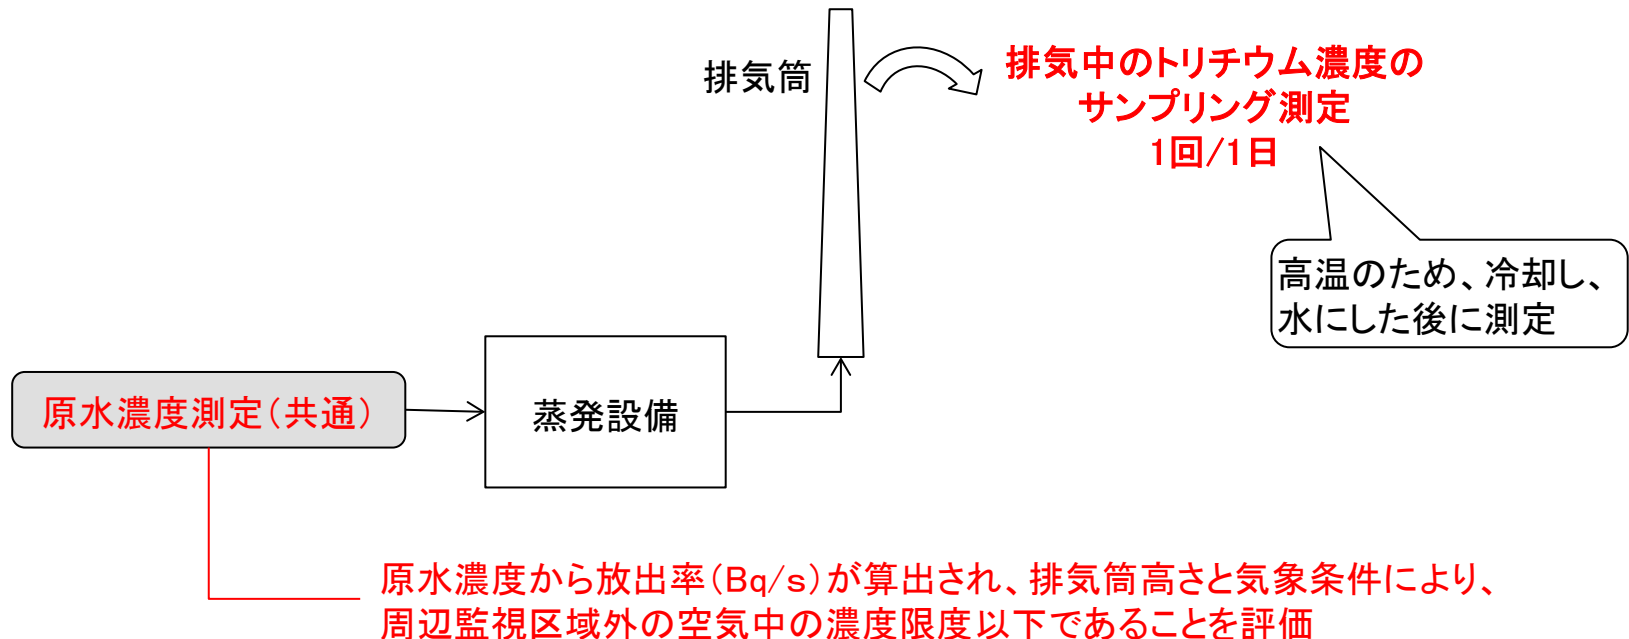 排気筒
排気中のトリチウム濃度の
サンプリング測定
1回/1日
高温のため、冷却し、
水にした後に測定
原水濃度測定（共通）
蒸発設備
原水濃度から放出率（Bq/s）が算出され、排気筒高さと気象条件により、
周辺監視区域外の空気中の濃度限度以下であることを評価